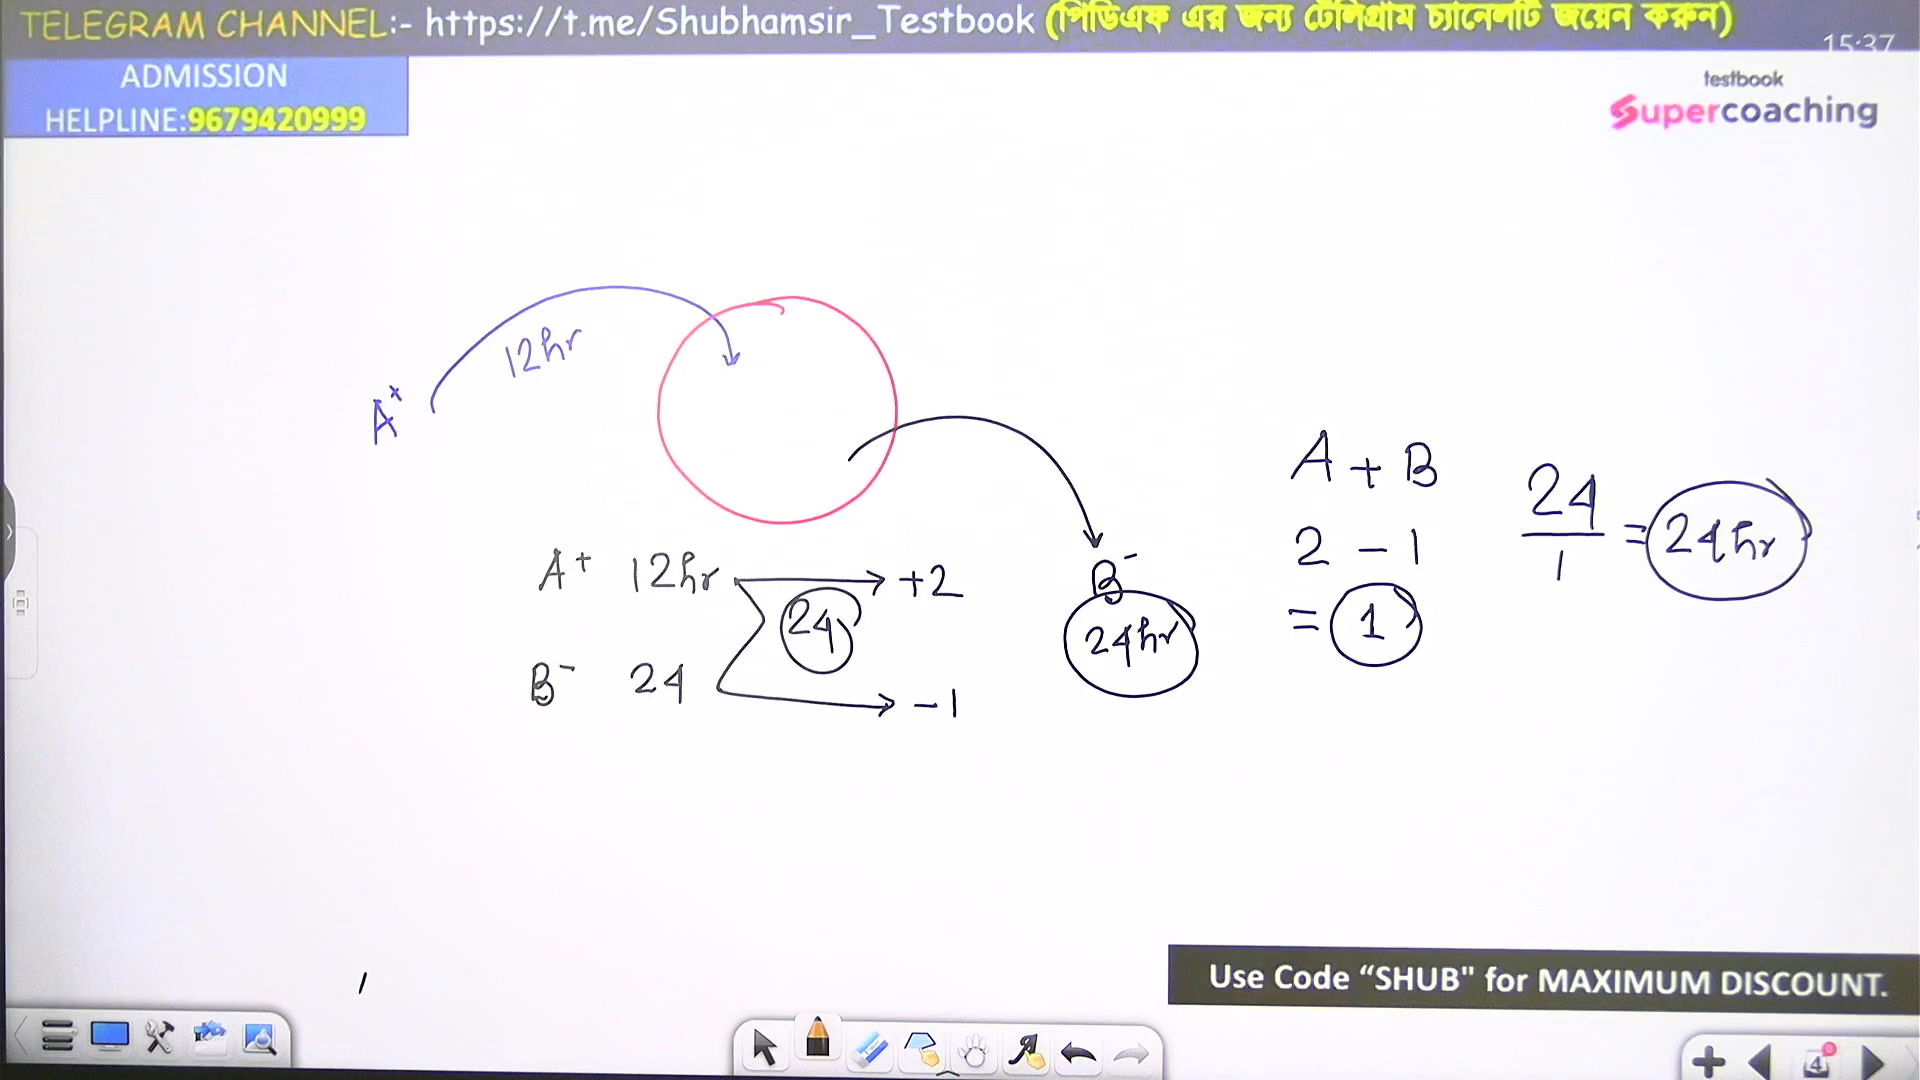 TELEGRAM CHANNEL:- https://t.me/Shubhamsir_Testbook (পিডিএফ এর জন্য টেলিগ্রাম চ্যানেলটি জয়েন করুন)
15:37
ADMISSION
HELPLINE:9679420999
testbook
Supercoaching
12hr
A+
A + B
24/1 = 24hr
2 - 1
= 1
A+ 12hr → +2
24
B- 24 → -1
B-
24hr
Use Code “SHUB" for MAXIMUM DISCOUNT.
4